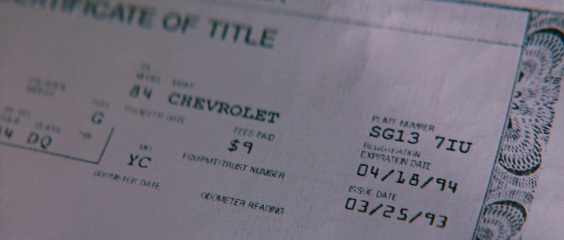 CERTIFICATE OF TITLE
84 CHEVROLET
G
FEES PAID
$9
PLATE NUMBER
SG13 7IU
REGISTRATION
EXPIRATION DATE
04/18/94
DQ
YC
EQUIPMT/TRUST NUMBER
ISSUE DATE
03/25/93
ODOMETER DATE
ODOMETER READING